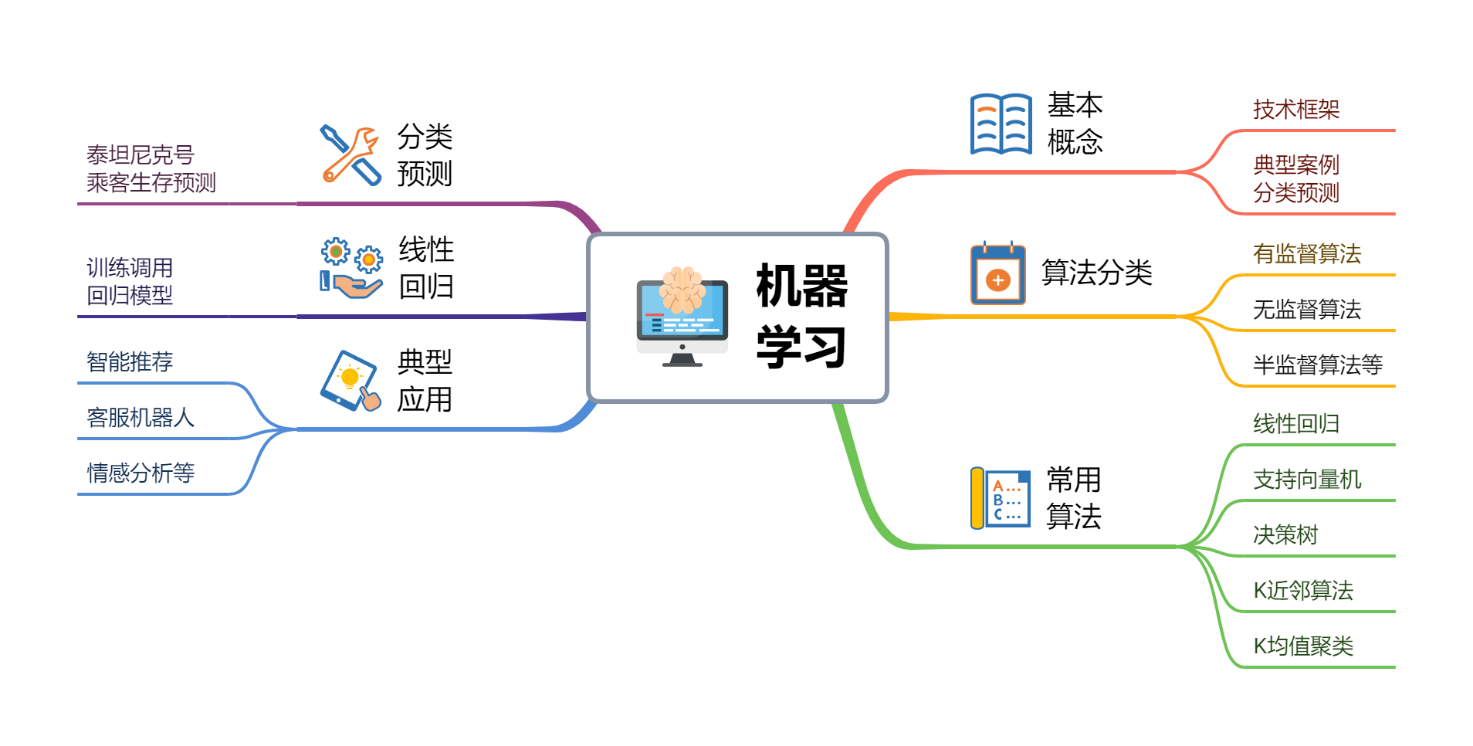 机器
学习
基本
概念
技术框架
典型案例
分类预测
算法分类
有监督算法
无监督算法
半监督算法等
常用
算法
A...
B...
C...
线性回归
支持向量机
决策树
K近邻算法
K均值聚类
分类
预测
泰坦尼克号
乘客生存预测
线性
回归
训练调用
回归模型
典型
应用
智能推荐
客服机器人
情感分析等